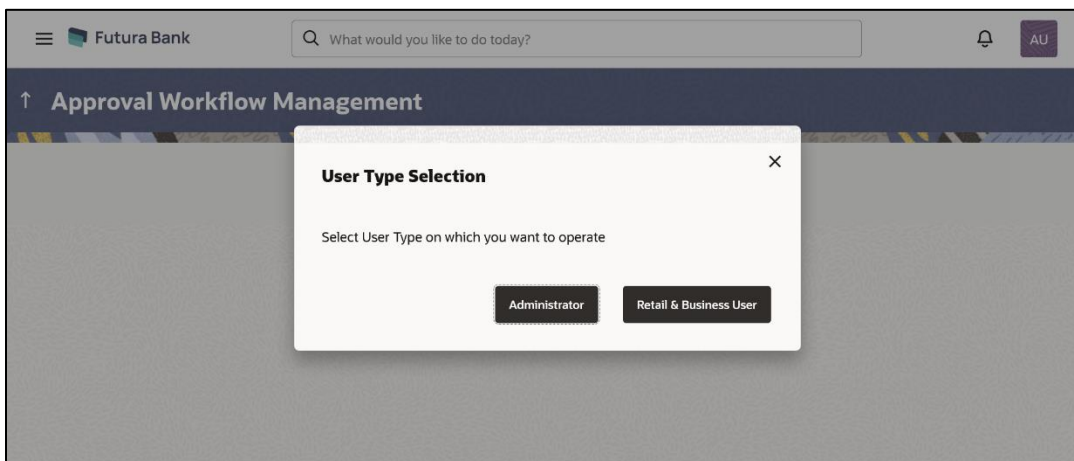 Futura Bank
What would you like to do today?
AU
Approval Workflow Management
User Type Selection
Select User Type on which you want to operate
Administrator
Retail & Business User